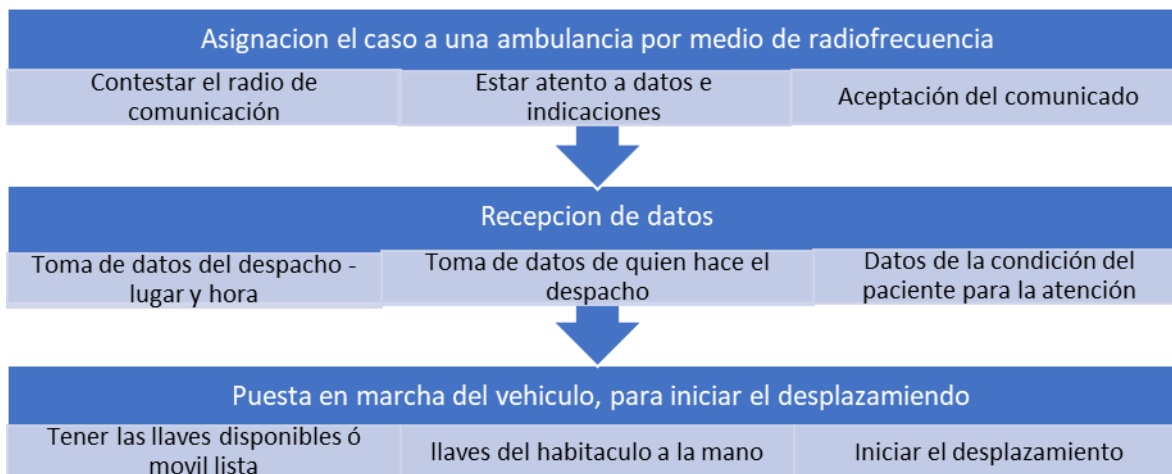 Asignacion el caso a una ambulancia por medio de radiofrecuencia
Contestar el radio de
comunicación
Estar atento a datos e
indicaciones
Aceptación del comunicado
Recepcion de datos
Toma de datos del despacho -
lugar y hora
Toma de datos de quien hace el
despacho
Datos de la condición del
paciente para la atención
Puesta en marcha del vehiculo, para iniciar el desplazamiendo
Tener las llaves disponibles ó
movil lista
llaves del habitaculo a la mano
Iniciar el desplazamiento